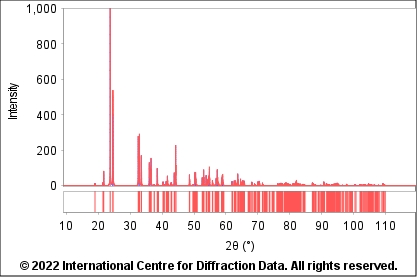 1,000
800
600
400
200
0
Intensity
10 20 30 40 50 60 70 80 90 100 110
2θ (°)
© 2022 International Centre for Diffraction Data. All rights reserved.